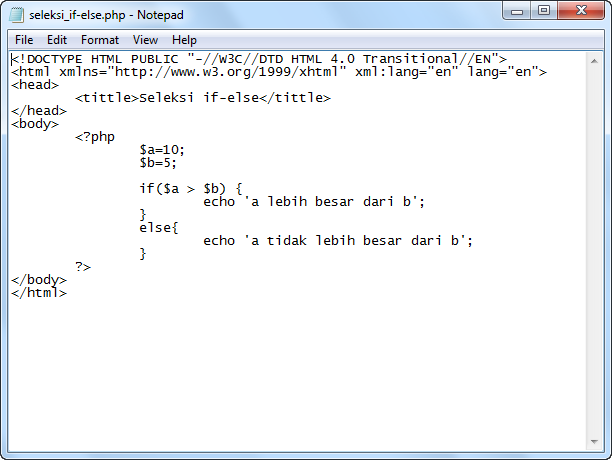 seleksi_if-else.php - Notepad
File Edit Format View Help
<!DOCTYPE HTML PUBLIC "-//W3C//DTD HTML 4.0 Transitional//EN">
<html xmlns="http://www.w3.org/1999/xhtml" xml:lang="en" lang="en">
<head>
	<tittle>Seleksi if-else</tittle>
</head>
<body>
	<?php
		$a=10;
		$b=5;

		if($a > $b) {
			echo 'a lebih besar dari b';
		}
		else{
			echo 'a tidak lebih besar dari b';
		}
	?>
</body>
</html>